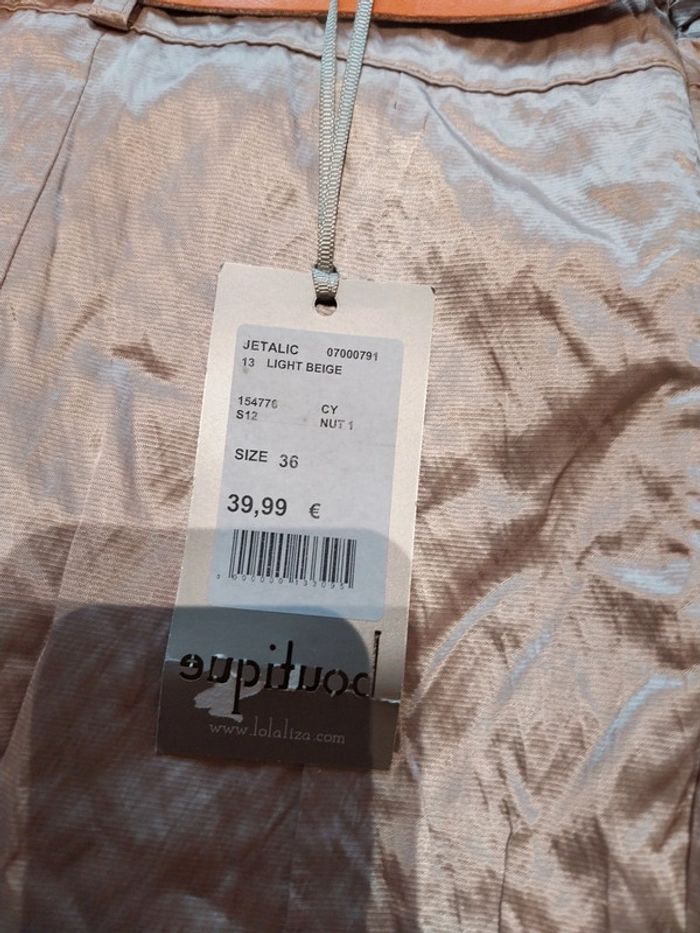 JETALIC 07000791
13 LIGHT BEIGE
154776 CY
S12 NUT 1
SIZE 36
39,99 €
boutique
www.lolaliza.com